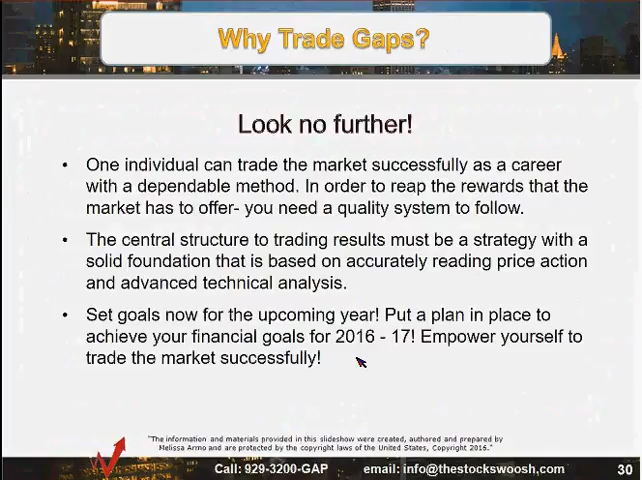 Why Trade Gaps?
Look no further!
• One individual can trade the market successfully as a career
with a dependable method. In order to reap the rewards that the
market has to offer- you need a quality system to follow.
• The central structure to trading results must be a strategy with a
solid foundation that is based on accurately reading price action
and advanced technical analysis.
• Set goals now for the upcoming year! Put a plan in place to
achieve your financial goals for 2016 - 17! Empower yourself to
trade the market successfully!
"The information and materials provided in this slideshow were created, authored and prepared by
Melissa Armo and are protected by the copyright laws of the United States, Copyright 2016."
Call: 929-3200-GAP email: info@thestockswoosh.com 30